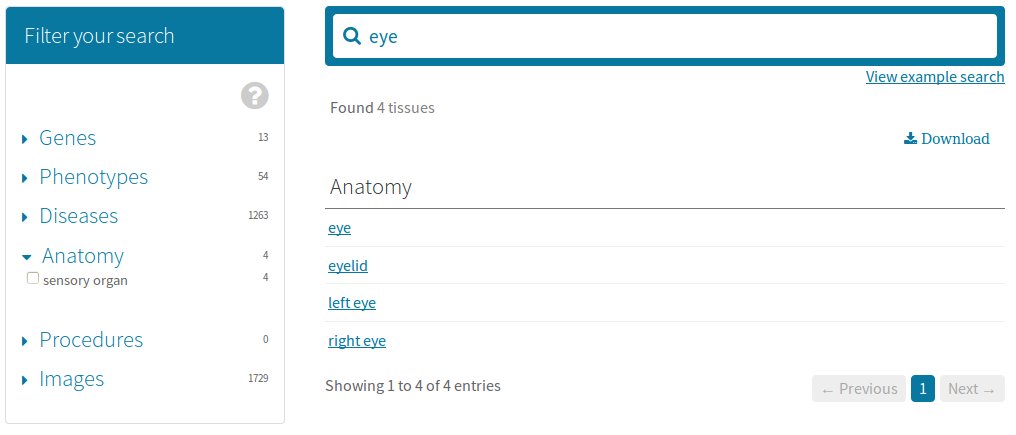 Filter your search
?
Genes 13
Phenotypes 54
Diseases 1263
Anatomy 4
sensory organ 4
Procedures 0
Images 1729
eye
View example search
Found 4 tissues
Download
Anatomy
eye
eyelid
left eye
right eye
Showing 1 to 4 of 4 entries
← Previous 1 Next →